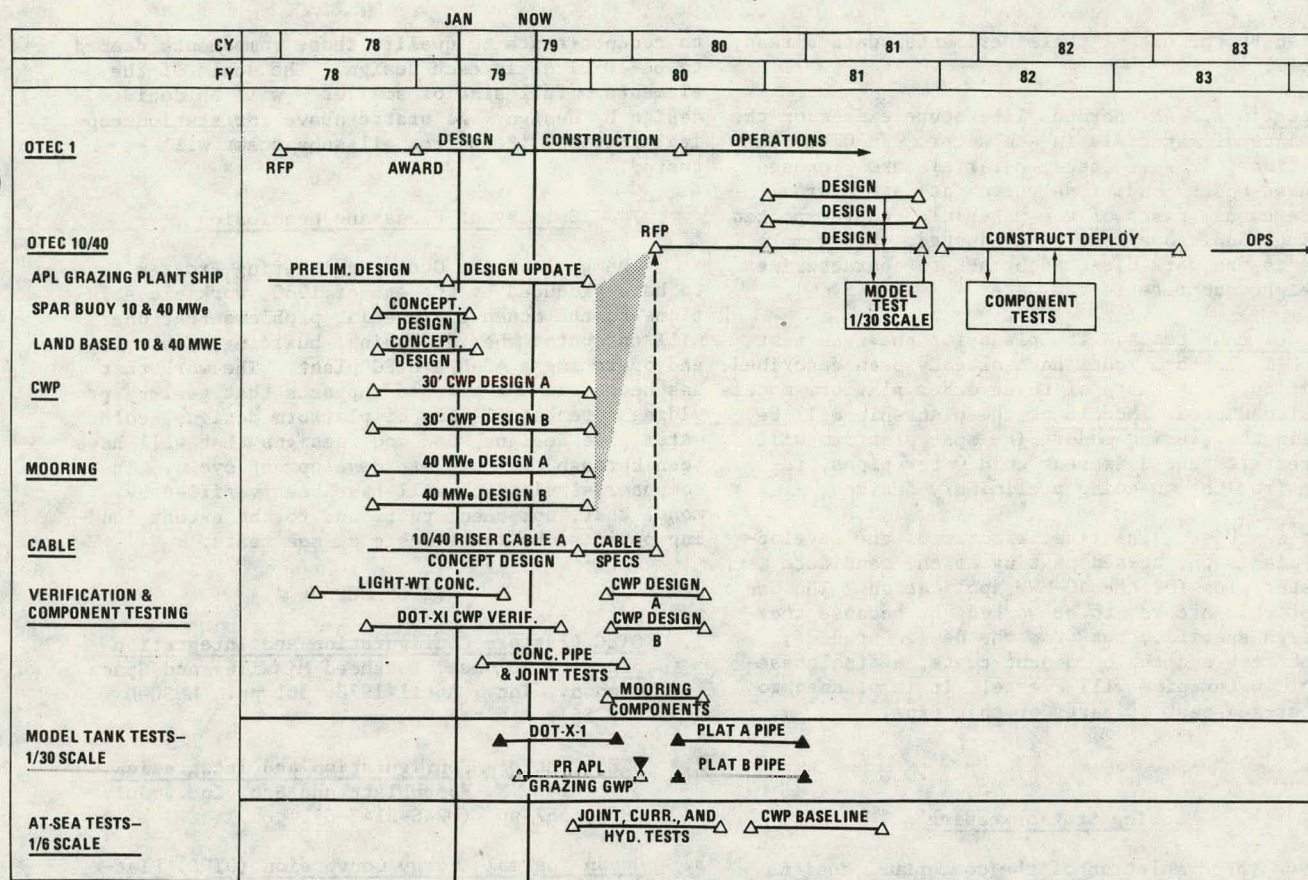 JAN NOW
CY 78 79 80 81 82 83
FY 78 79 80 81 82 83
OTEC 1
DESIGN CONSTRUCTION OPERATIONS
RFP AWARD
DESIGN
DESIGN
OTEC 10/40
RFP DESIGN CONSTRUCT DEPLOY OPS
APL GRAZING PLANT SHIP
PRELIM. DESIGN DESIGN UPDATE
MODEL
TEST
1/30 SCALE
COMPONENT
TESTS
SPAR BUOY 10 & 40 MWe
CONCEPT.
DESIGN
LAND BASED 10 & 40 MWE
CONCEPT.
DESIGN
CWP
30' CWP DESIGN A
30' CWP DESIGN B
MOORING
40 MWe DESIGN A
40 MWe DESIGN B
CABLE
10/40 RISER CABLE A
CONCEPT DESIGN
CABLE
SPECS
VERIFICATION &
COMPONENT TESTING
LIGHT-WT CONC.
CWP DESIGN
A
DOT-XI CWP VERIF.
CWP DESIGN
B
CONC. PIPE
& JOINT TESTS
MOORING
COMPONENTS
MODEL TANK TESTS–
1/30 SCALE
DOT-X-1 PLAT A PIPE
PR APL
GRAZING GWP
PLAT B PIPE
AT-SEA TESTS–
1/6 SCALE
JOINT, CURR., AND
HYD. TESTS
CWP BASELINE